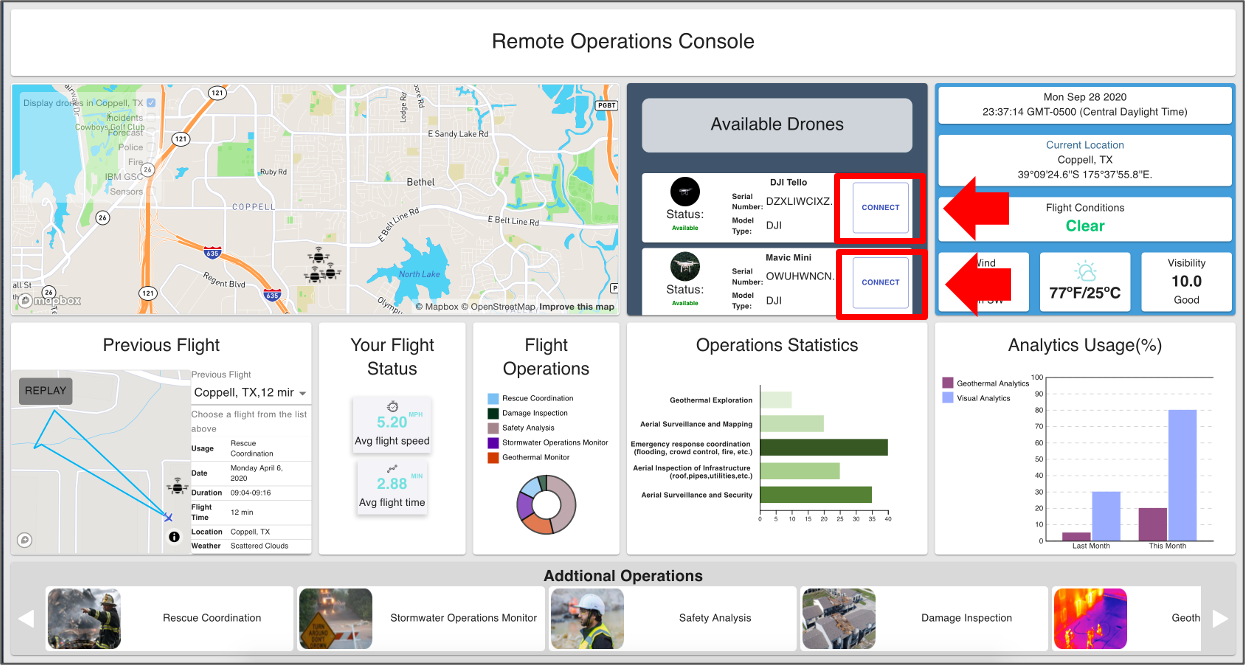 Remote Operations Console
Display drones in Coppell, TX
Incidents
Cowboys Golf Club
Forecast
Police
Fire
IBM GSC
Sensors
121
121
26
26
121
635
635
PGBT
Lodge Rd
E Sandy Lake Rd
Ruby Rd
Bethel
COPPELL
E Belt Line Rd
E Belt Line Rd
North Lake
Regent Blvd
all St
mapbox
© Mapbox © OpenStreetMap Improve this map
Available Drones
DJI Tello
Serial Number: DZXLIWCIXZ.
Status:
Available
Model Type: DJI
CONNECT
Mavic Mini
Serial Number: OWUHWNCN.
Status:
Available
Model Type: DJI
CONNECT
Mon Sep 28 2020
23:37:14 GMT-0500 (Central Daylight Time)
Current Location
Coppell, TX
39°09'24.6"S 175°37'55.8"E.
Flight Conditions
Clear
77°F/25°C
Visibility
10.0
Good
Previous Flight
REPLAY
Previous Flight
Coppell, TX,12 mir
Choose a flight from the list
above
Usage Rescue Coordination
Date Monday April 6, 2020
Duration 09:04-09:16
Flight Time 12 min
Location Coppell, TX
Weather Scattered Clouds
Your Flight
Status
5.20 MPH
Avg flight speed
2.88 MIN
Avg flight time
Flight
Operations
Rescue Coordination
Damage Inspection
Safety Analysis
Stormwater Operations Monitor
Geothermal Monitor
Operations Statistics
Geothermal Exploration
Aerial Surveillance and Mapping
Emergency response coordination
(flooding, crowd control, fire, etc.)
Aerial Inspection of Infrastructure
(roof,pipes,utilities,etc.)
Aerial Surveillance and Security
0 5 10 15 20 25 30 35 40
Analytics Usage(%)
Geothermal Analytics
Visual Analytics
100
90
80
70
60
50
40
30
20
10
0
Last Month This Month
Addtional Operations
Rescue Coordination
TURN
AROUND
DON'T
DROWN
Stormwater Operations Monitor
Safety Analysis
Damage Inspection
Geoth